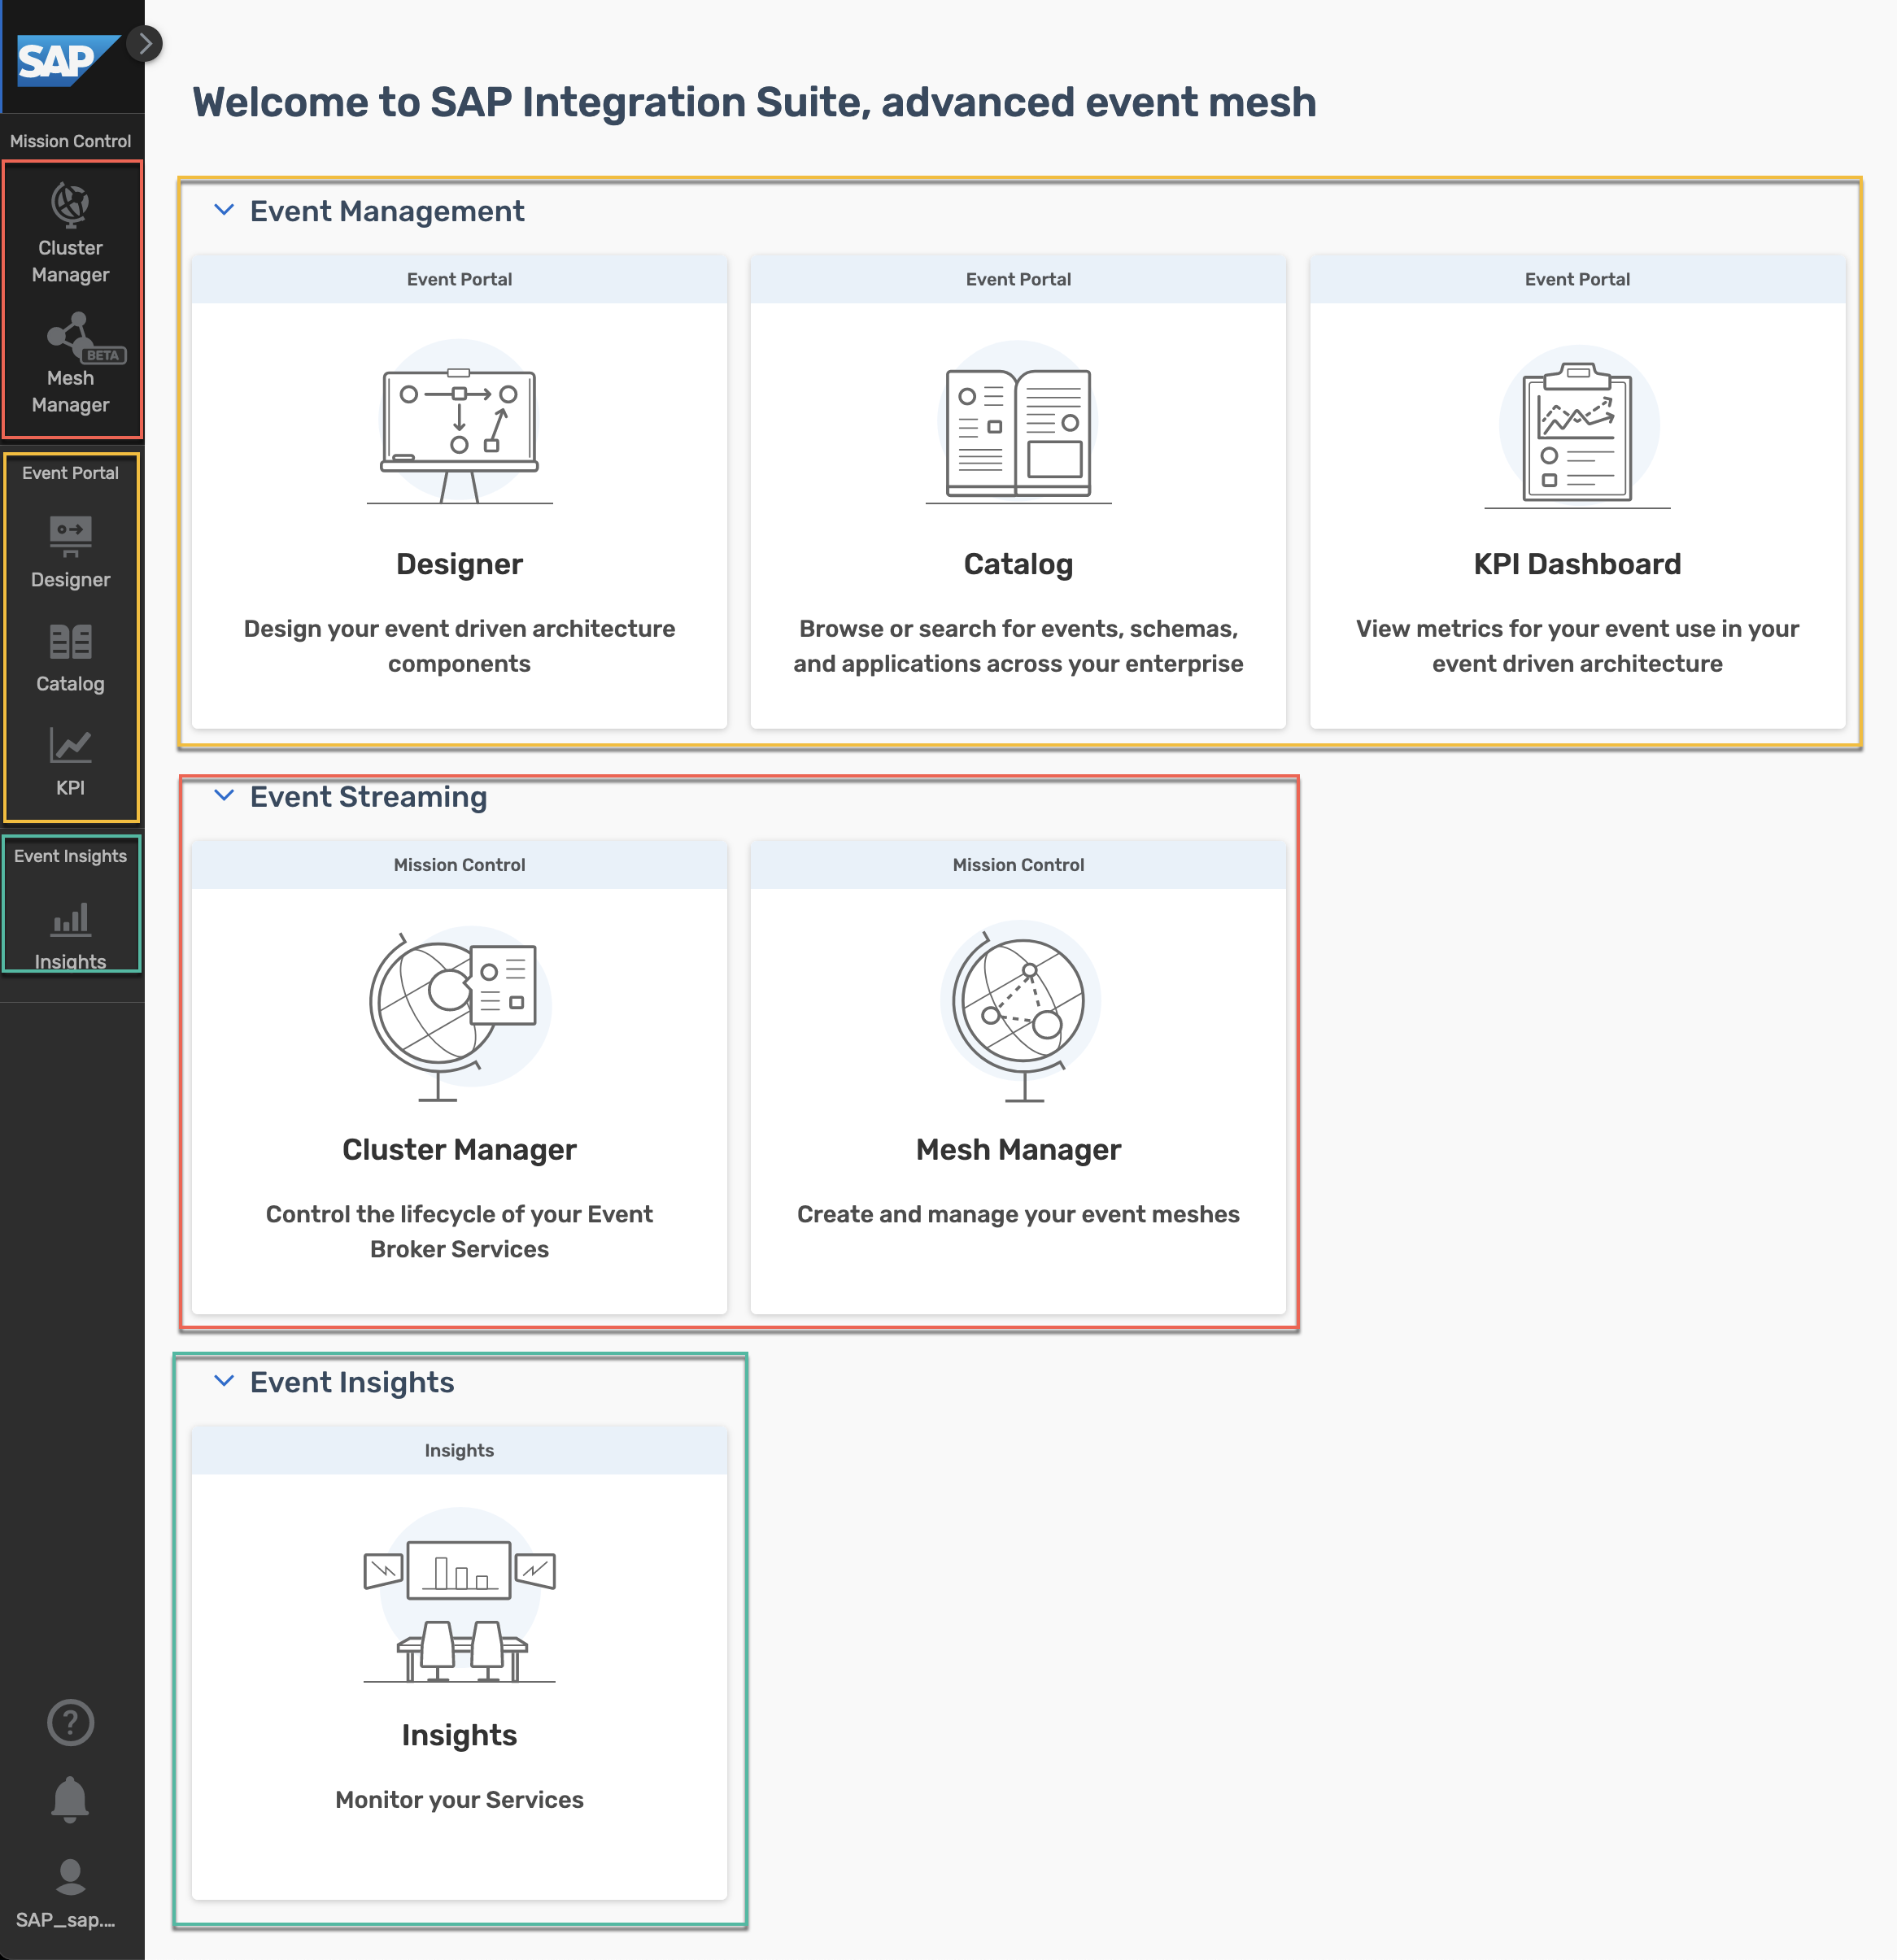 SAP
Mission Control
Cluster
Manager
BETA
Mesh
Manager
Event Portal
Designer
Catalog
KPI
Event Insights
Insights
?
SAP_sap....
Welcome to SAP Integration Suite, advanced event mesh
Event Management
Event Portal
Designer
Design your event driven architecture
components
Event Portal
Catalog
Browse or search for events, schemas,
and applications across your enterprise
Event Portal
KPI Dashboard
View metrics for your event use in your
event driven architecture
Event Streaming
Mission Control
Cluster Manager
Control the lifecycle of your Event
Broker Services
Mission Control
Mesh Manager
Create and manage your event meshes
Event Insights
Insights
Insights
Monitor your Services